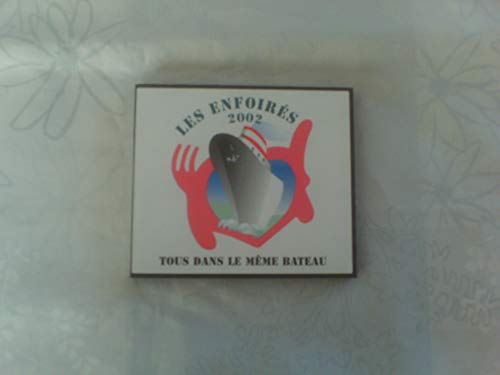 LES ENFOIRÉS
2002
TOUS DANS LE MÊME BATEAU